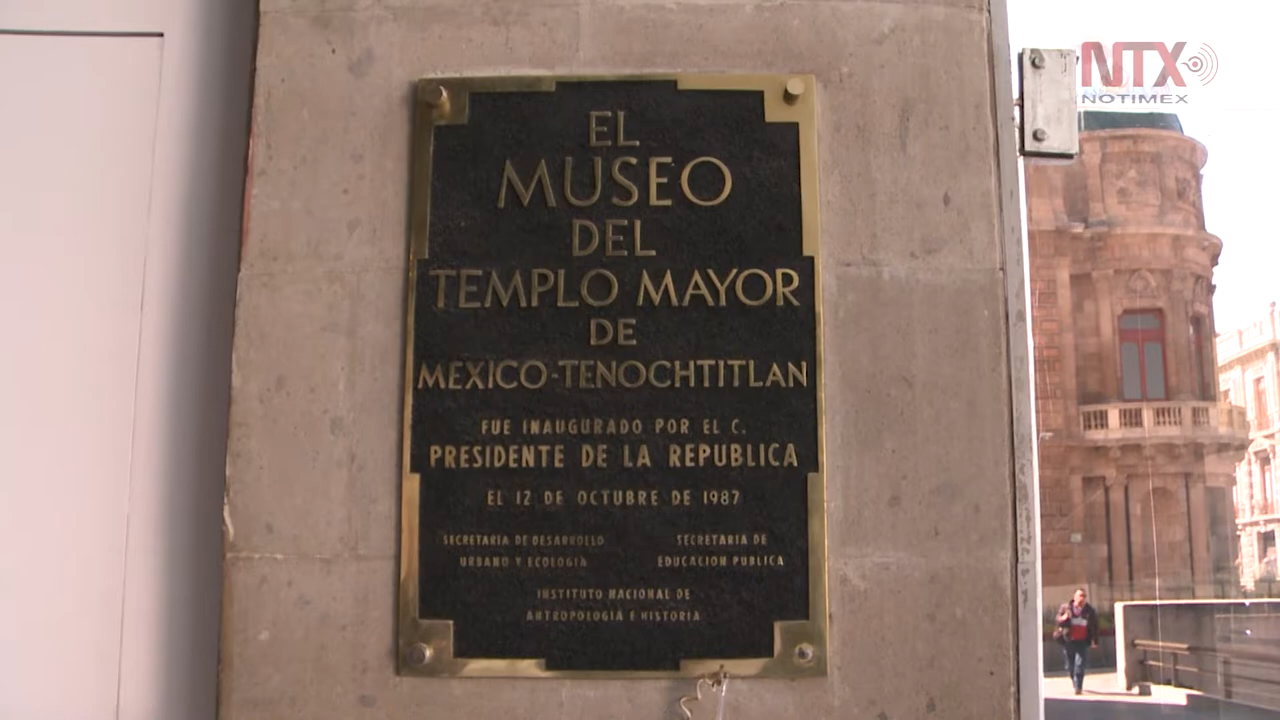 EL
MUSEO
DEL
TEMPLO MAYOR
DE
MEXICO-TENOCHTITLAN
FUE INAUGURADO POR EL C.
PRESIDENTE DE LA REPUBLICA
EL 12 DE OCTUBRE DE 1987
SECRETARIA DE DESARROLLO
URBANO Y ECOLOGIA
SECRETARIA DE
EDUCACION PUBLICA
INSTITUTO NACIONAL DE
ANTROPOLOGIA E HISTORIA
NTX
NOTIMEX